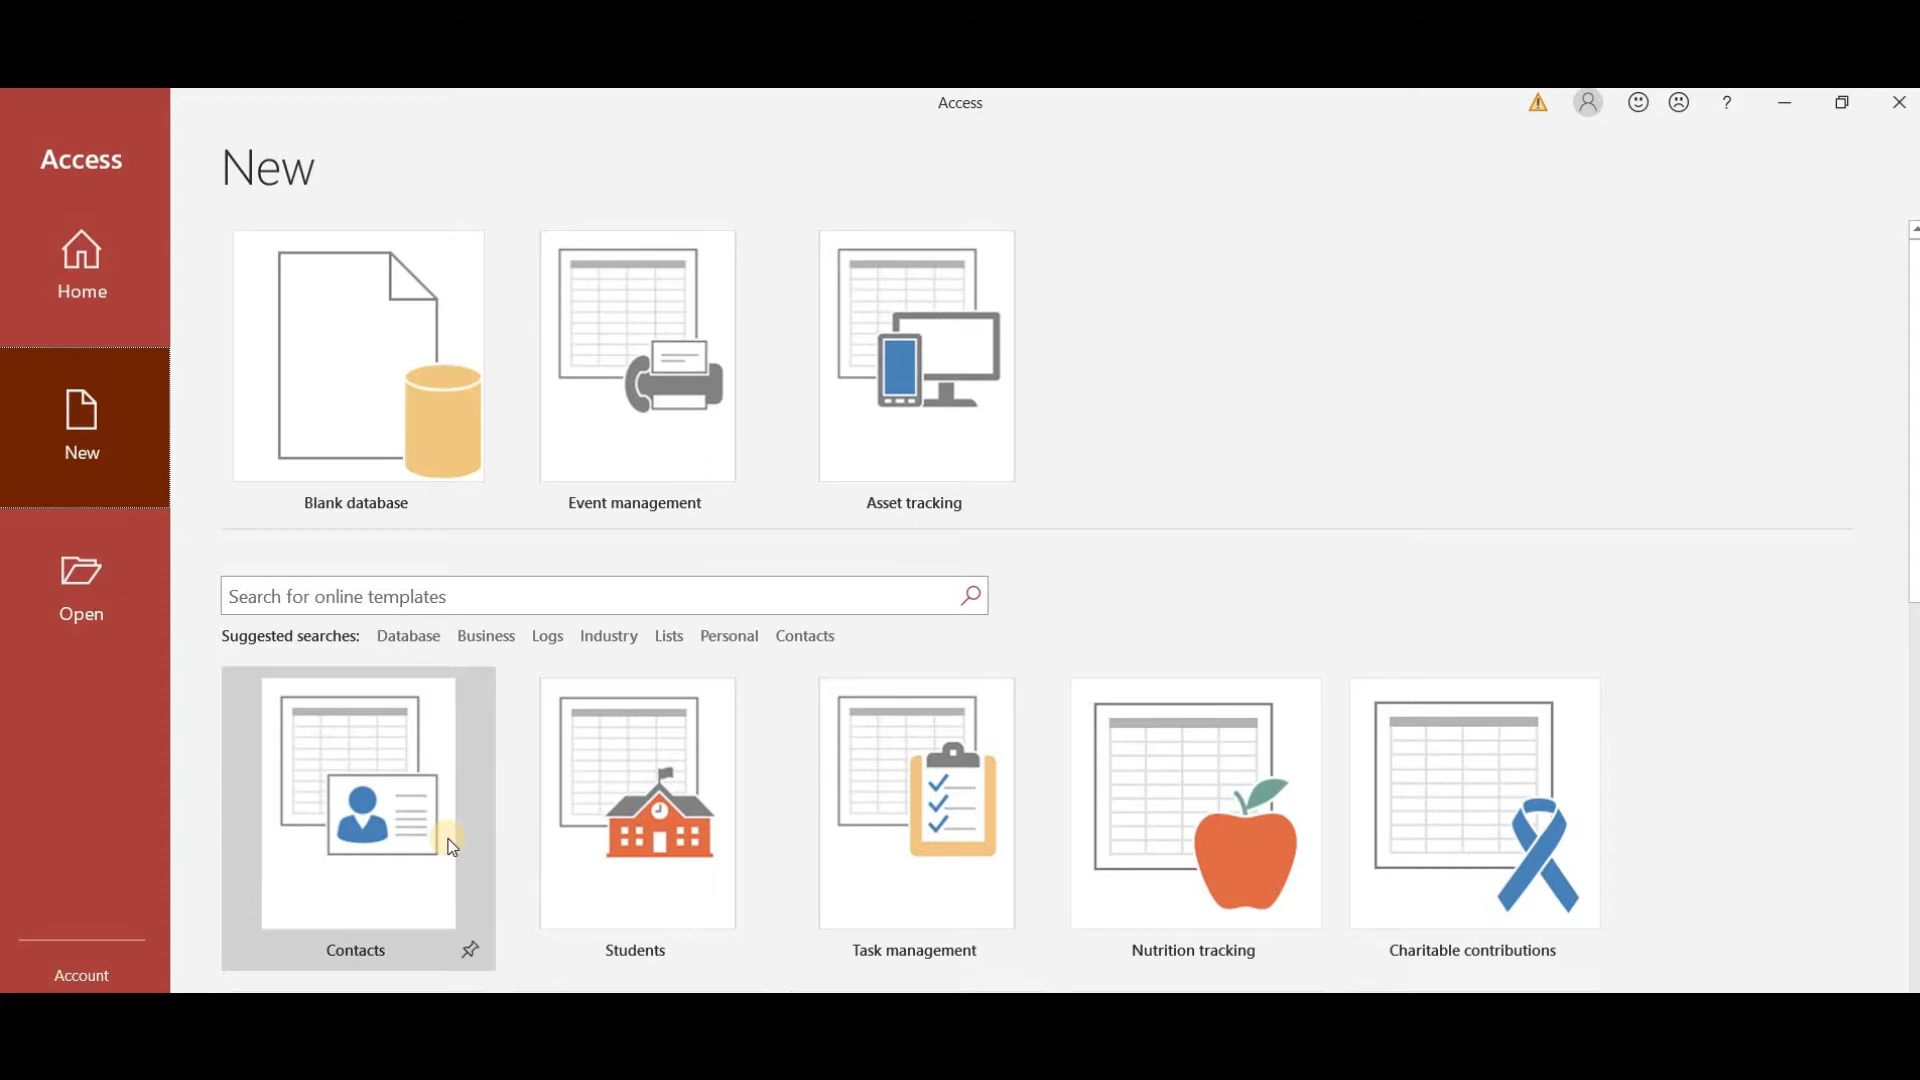 Access
?
Access
New
Home
New
Open
Account
Blank database
Event management
Asset tracking
Search for online templates
Suggested searches: Database Business Logs Industry Lists Personal Contacts
Contacts
Students
Task management
Nutrition tracking
Charitable contributions